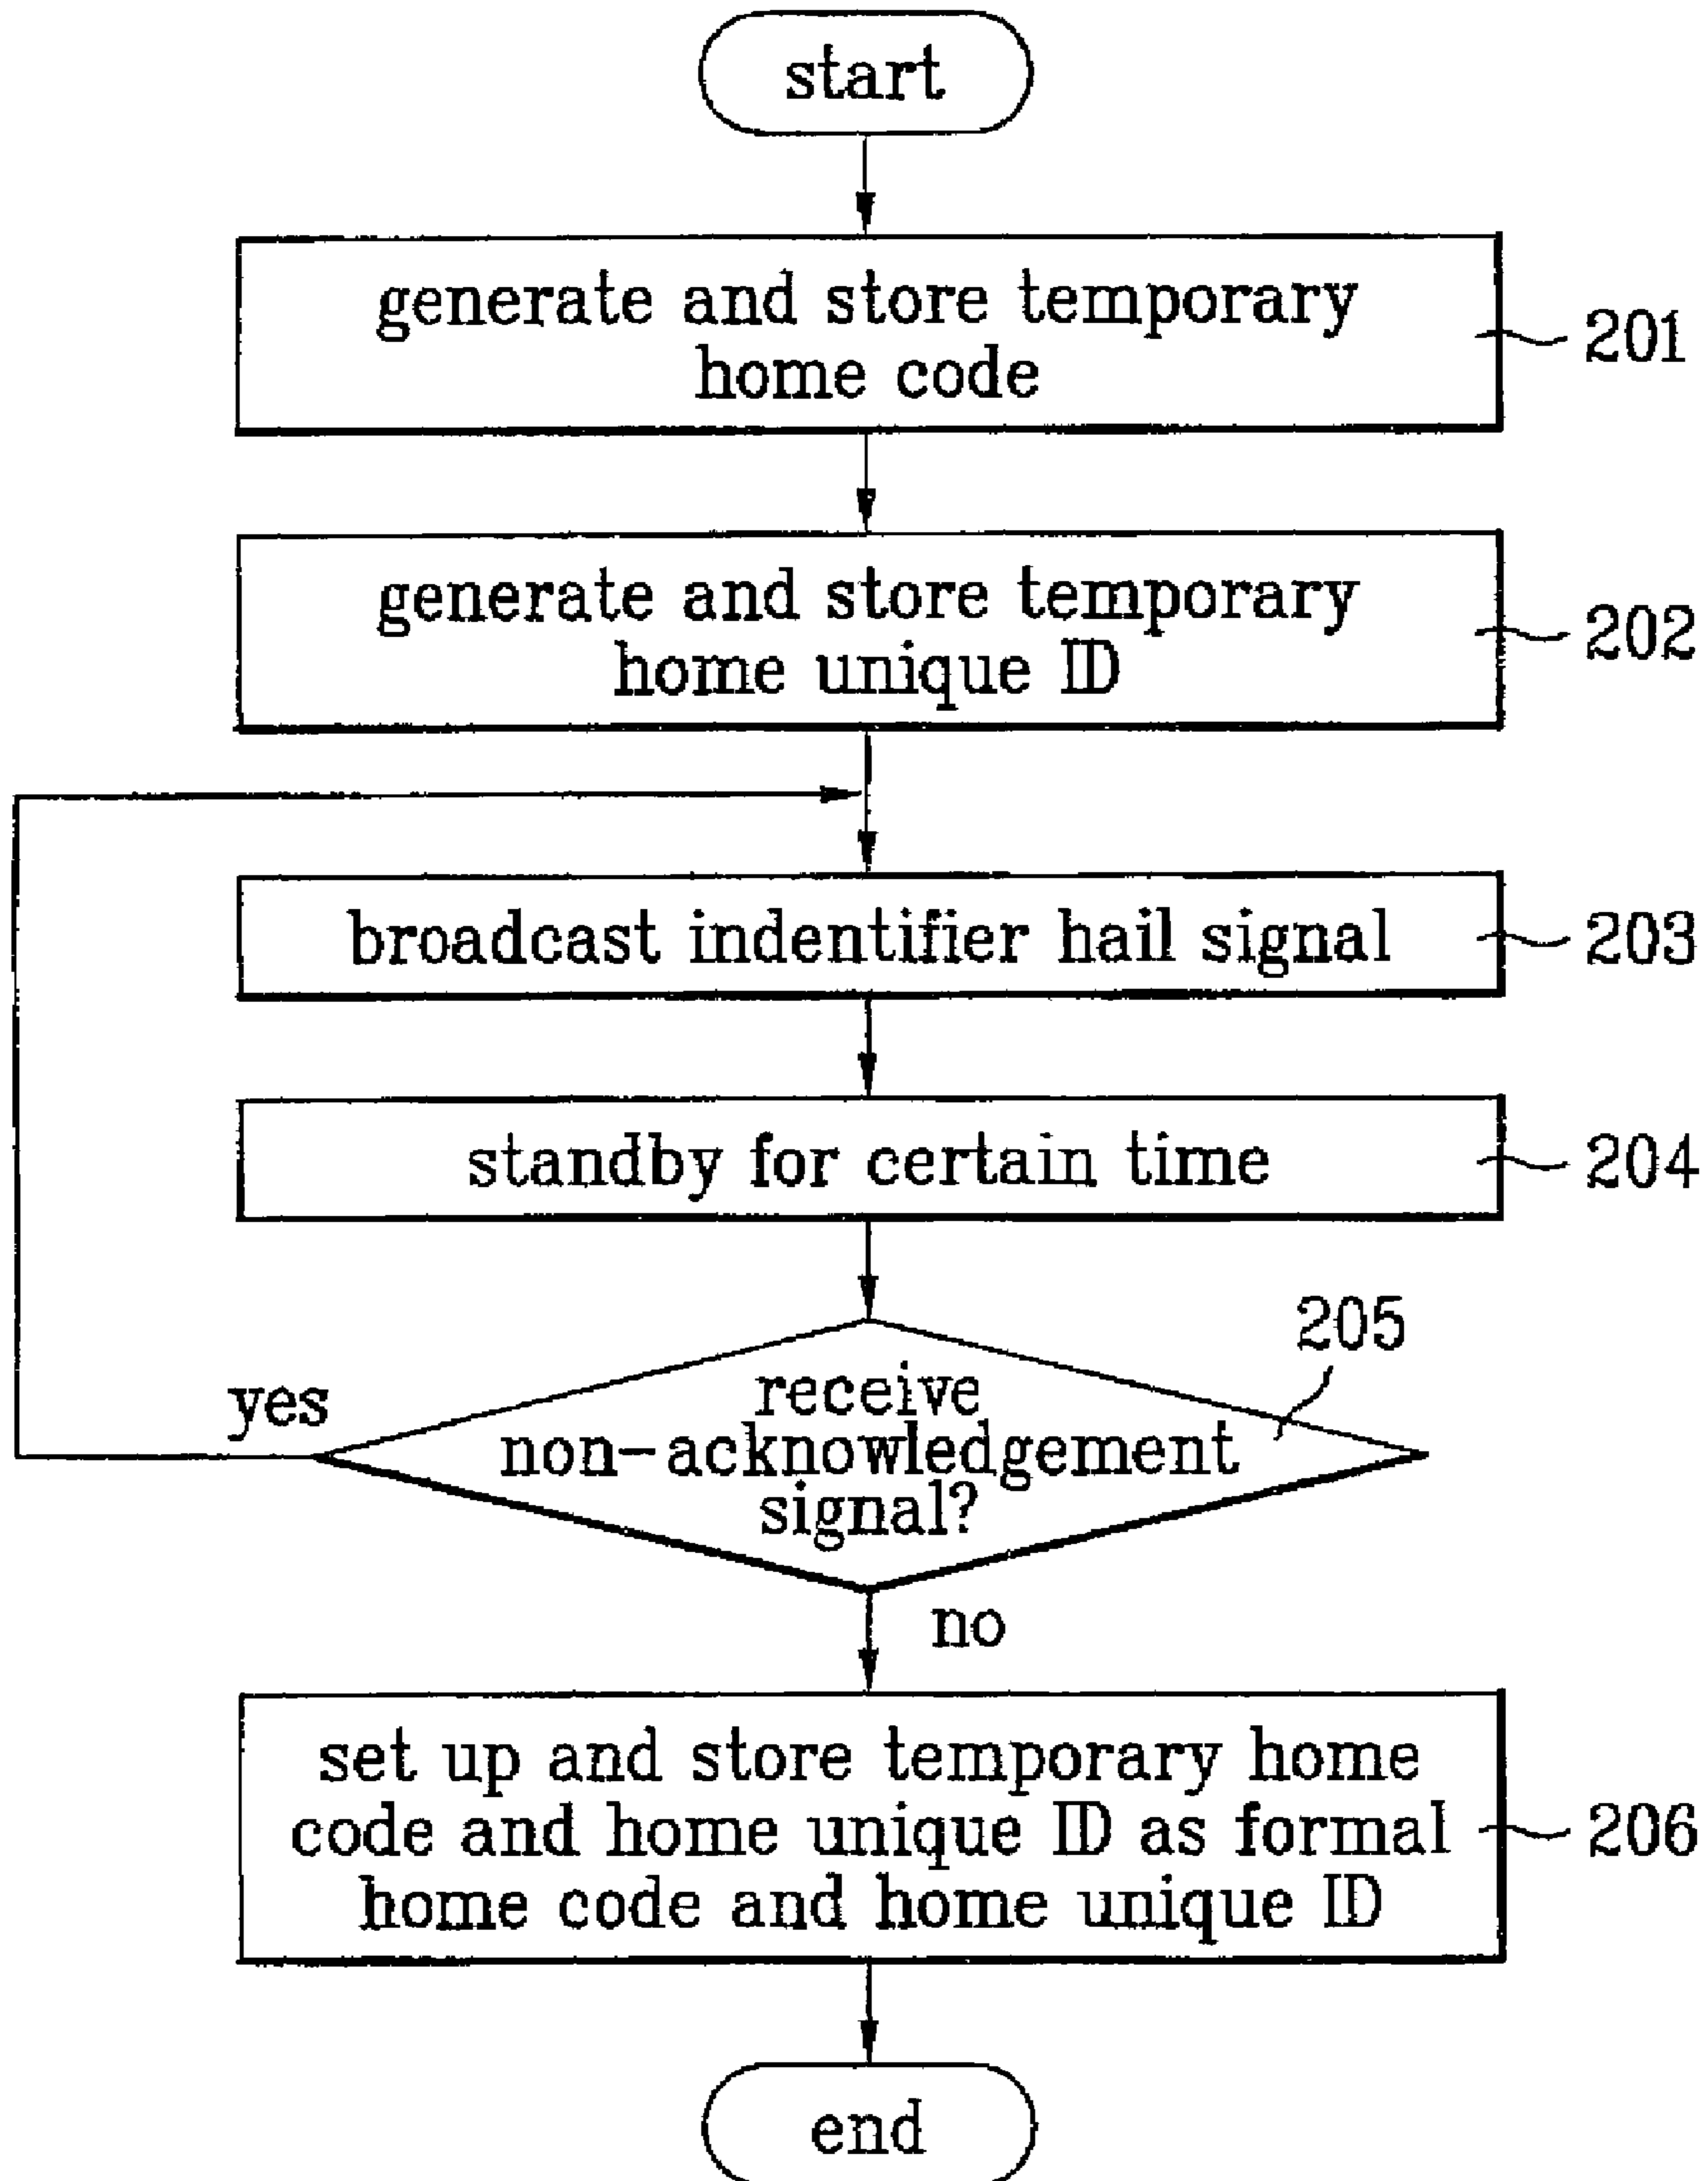 start
generate and store temporary
home code
201
generate and store temporary
home unique ID
202
broadcast indentifier hail signal
203
standby for certain time
204
205
yes
receive
non-acknowledgement
signal?
no
set up and store temporary home
code and home unique ID as formal
home code and home unique ID
206
end